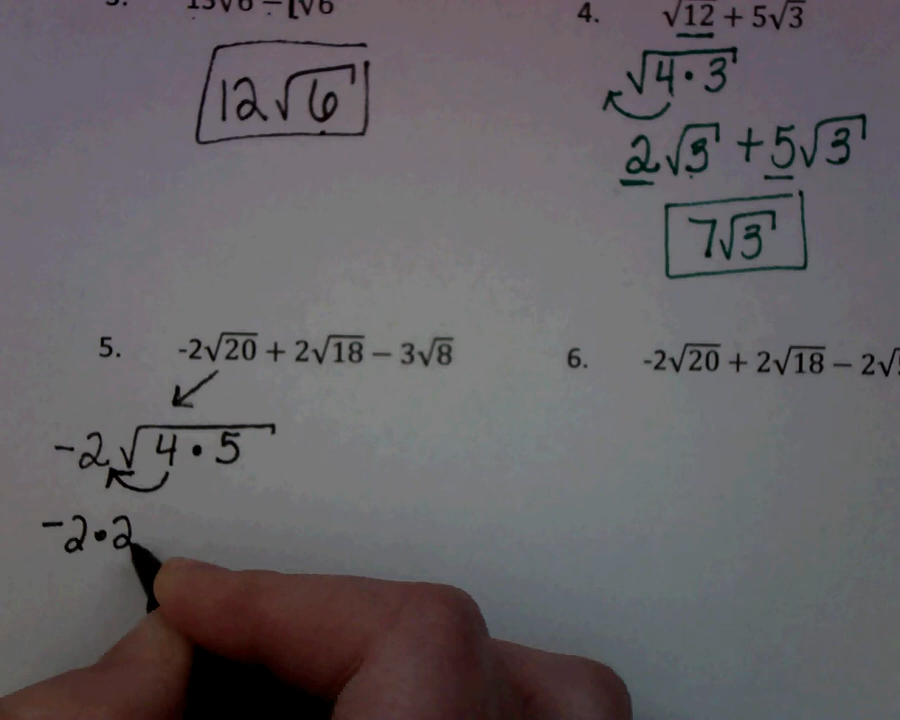 4. √12 + 5√3
√4 • 3
2√3 + 5√3
7√3
12√6
5. -2√20 + 2√18 − 3√8
-2√4 • 5
-2•2
6. -2√20 + 2√18 − 2√